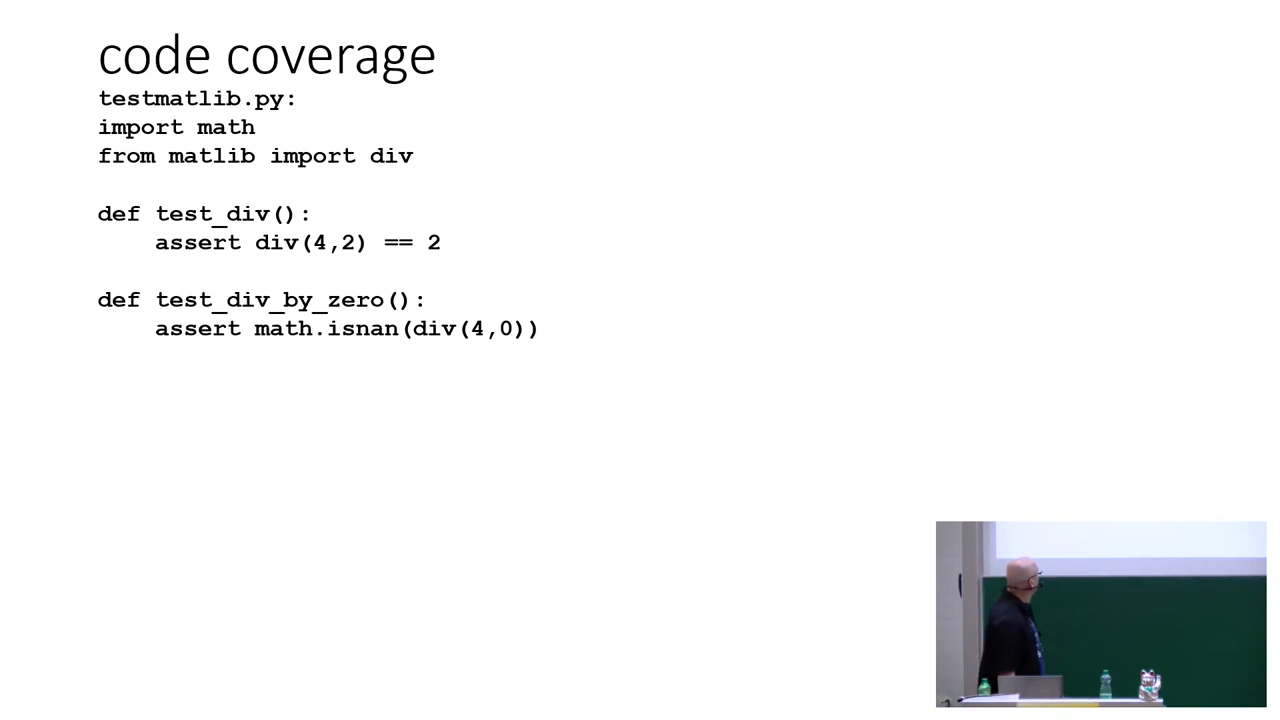 code coverage
testmatlib.py:
import math
from matlib import div
def test_div():
    assert div(4,2) == 2
def test_div_by_zero():
    assert math.isnan(div(4,0))